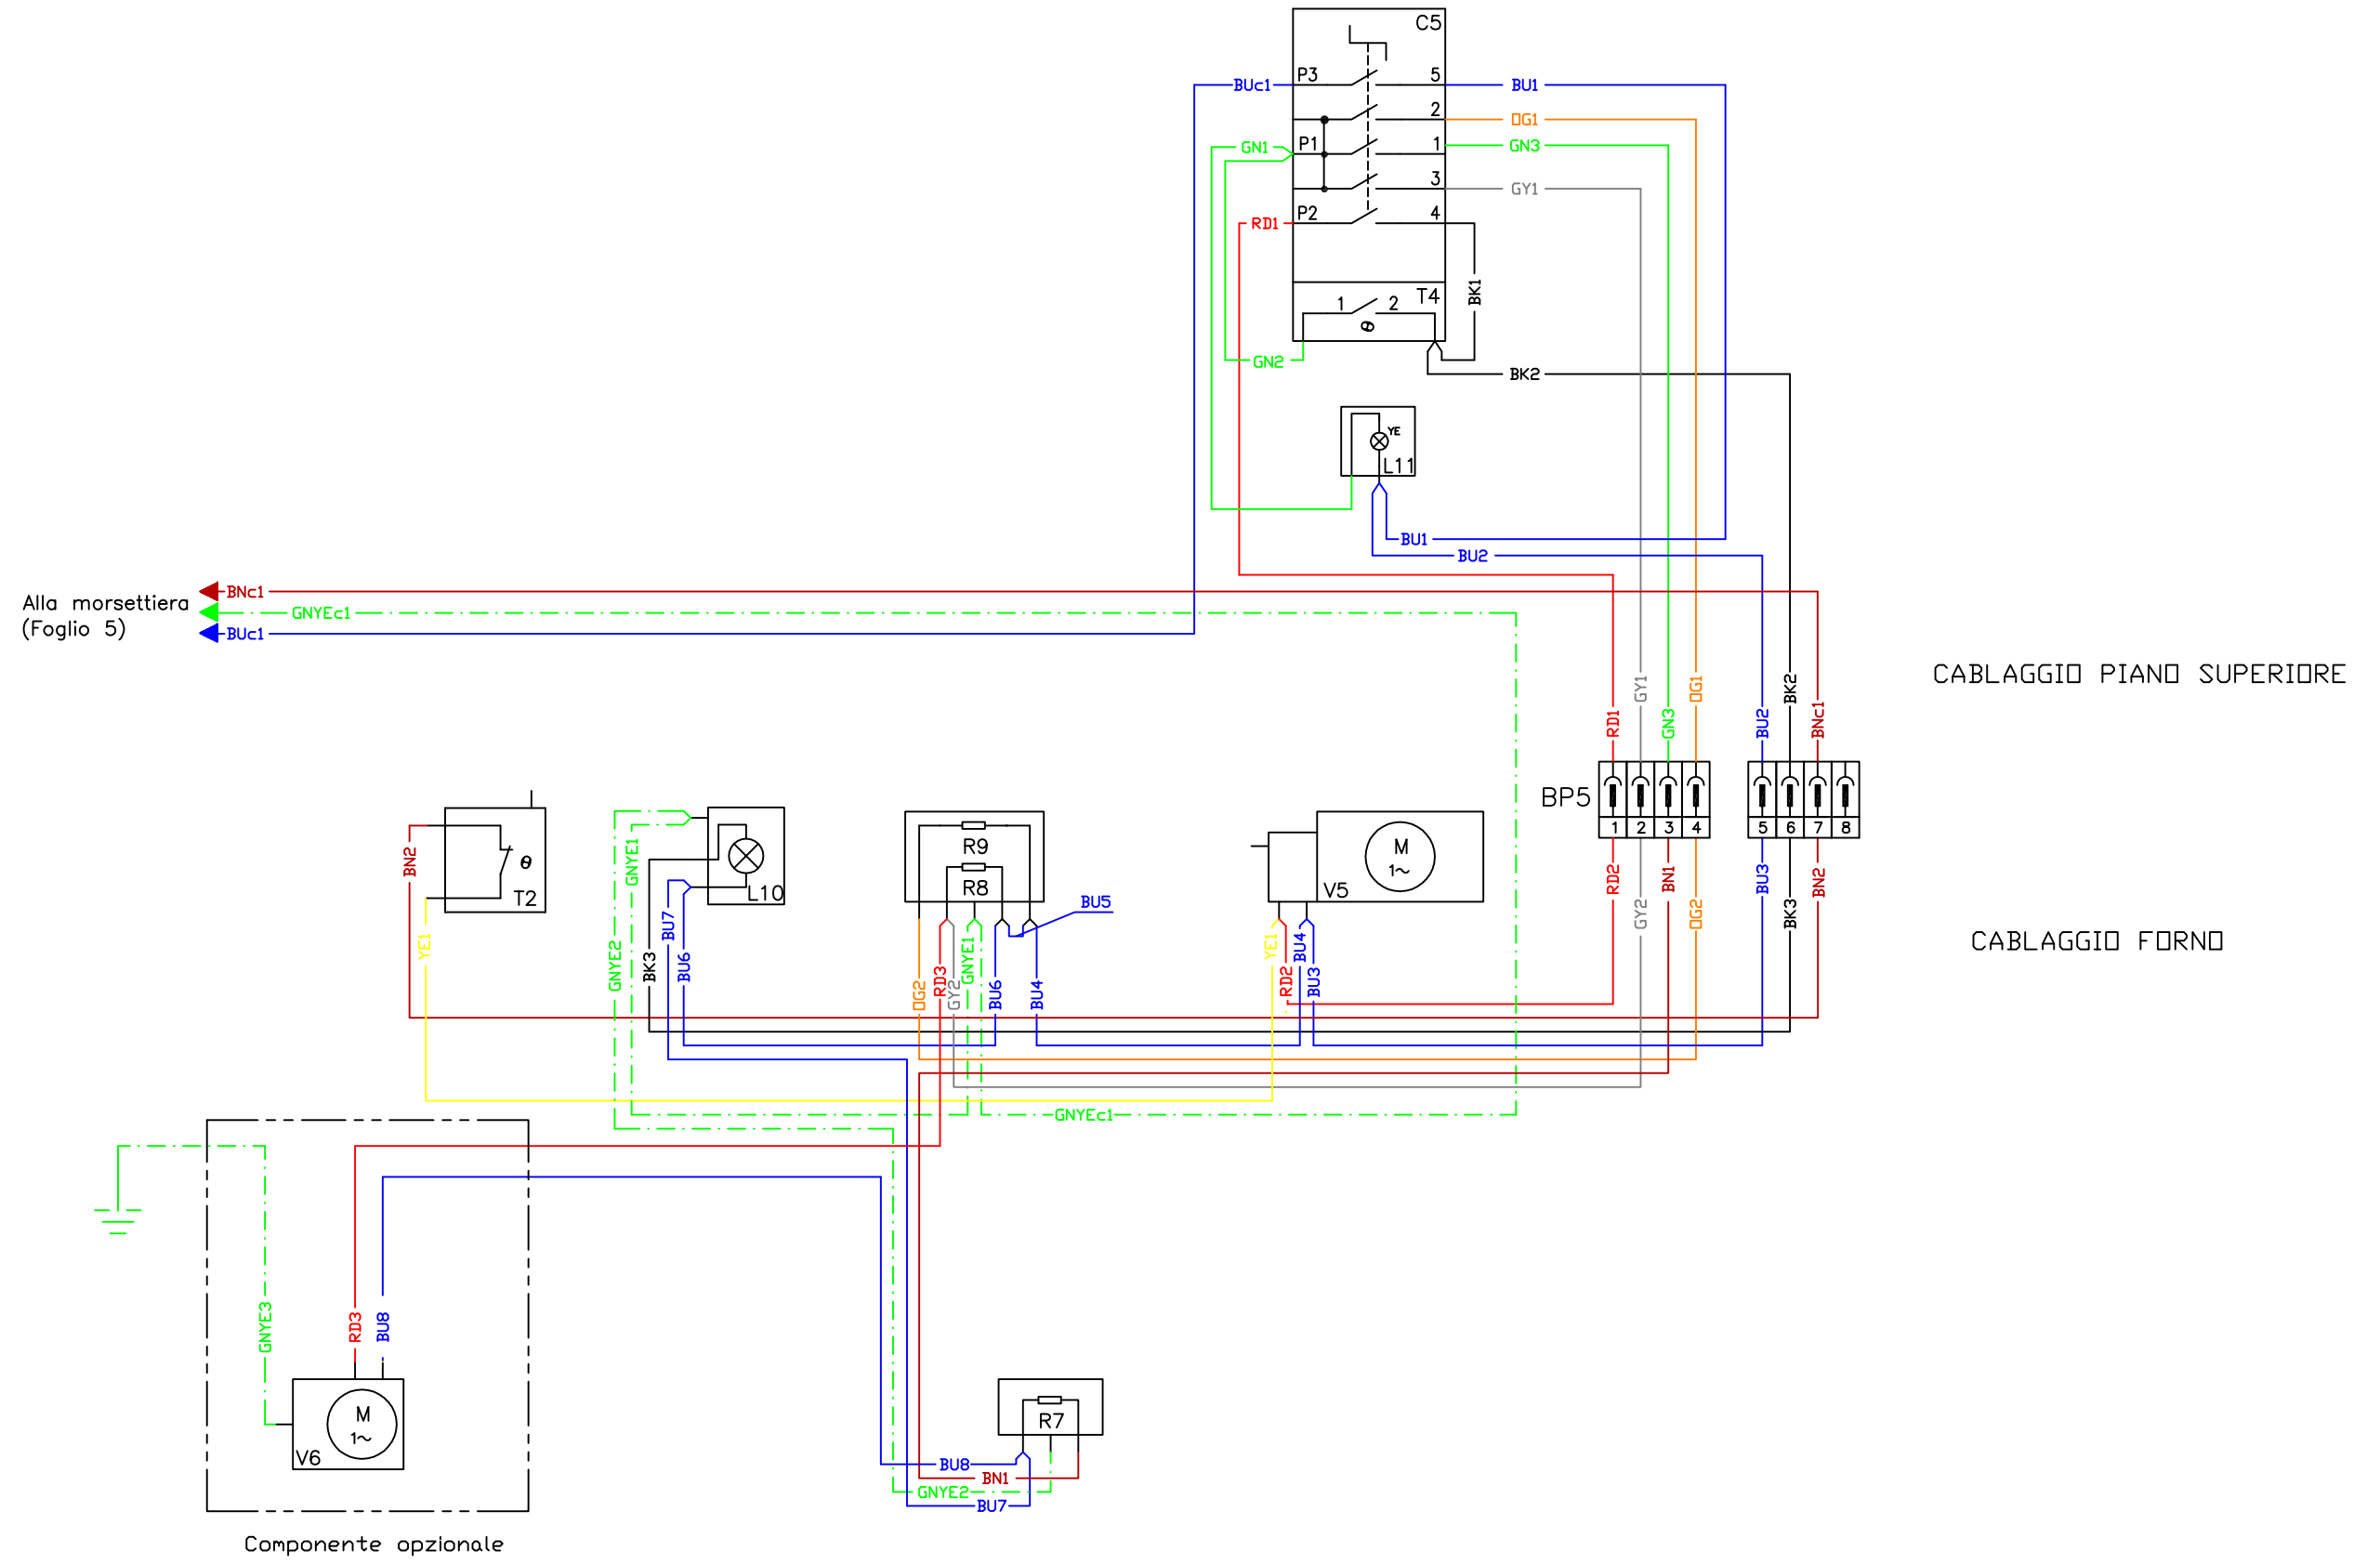 C5
P3 5
BUc1 BU1
2
OG1
P1 1
GN1 GN3
3
GY1
P2 4
RD1
T4
1 2
θ
BK1
GN2
BK2
YE
L11
BU1
BU2
Alla morsettiera
(Foglio 5)
BNc1
GNYEc1
BUc1
CABLAGGIO PIANO SUPERIORE
RD1 GY1 GN3 OG1 BU2 BK2 BNc1
BP5
1 2 3 4 5 6 7 8
RD2 GY2 BN1 OG2 BU3 BK3 BN2
CABLAGGIO FORNO
BN2
θ
T2
YE1
GNYE1
GNYE2
L10
BU7
BK3
BU6
R9
R8
BU5
OG2 RD3 GY2 GNYE1 BU6 BU4
M
1~
V5
YE1 RD2 BU4 BU3
GNYEc1
GNYE3 RD3 BU8
M
1~
V6
R7
BU8
BN1
GNYE2
BU7
Componente opzionale